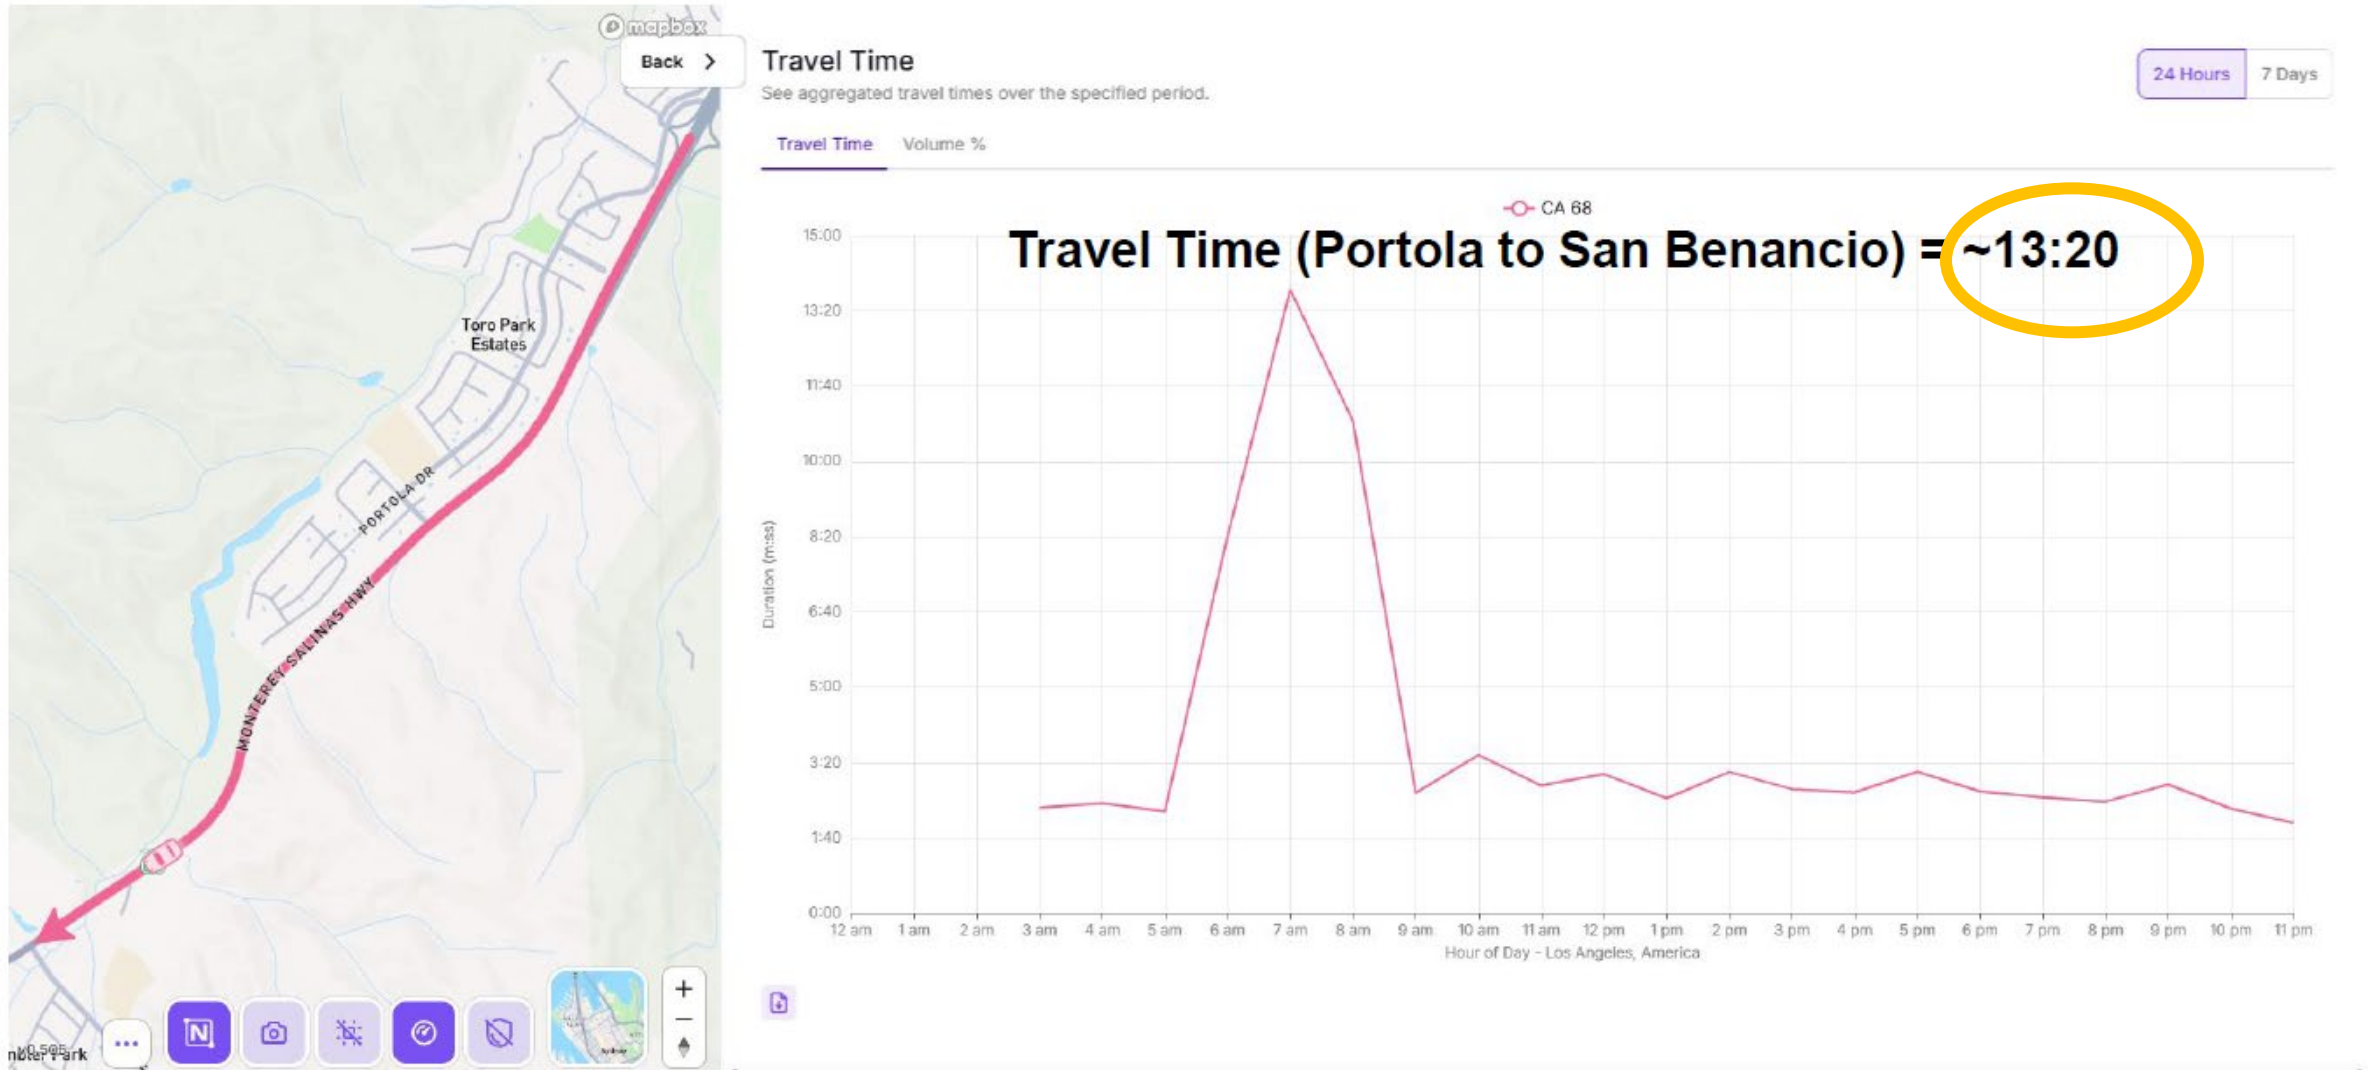 mapbox
Back
Toro Park
Estates
PORTOLA DR
MONTEREY SALINAS HWY
Park
Sydney
Travel Time
See aggregated travel times over the specified period.
24 Hours 7 Days
Travel Time Volume %
CA 68
Travel Time (Portola to San Benancio) = ~13:20
15:00
13:20
11:40
10:00
8:20
6:40
5:00
3:20
1:40
0:00
Duration (m:ss)
12 am 1 am 2 am 3 am 4 am 5 am 6 am 7 am 8 am 9 am 10 am 11 am 12 pm 1 pm 2 pm 3 pm 4 pm 5 pm 6 pm 7 pm 8 pm 9 pm 10 pm 11 pm
Hour of Day - Los Angeles, America